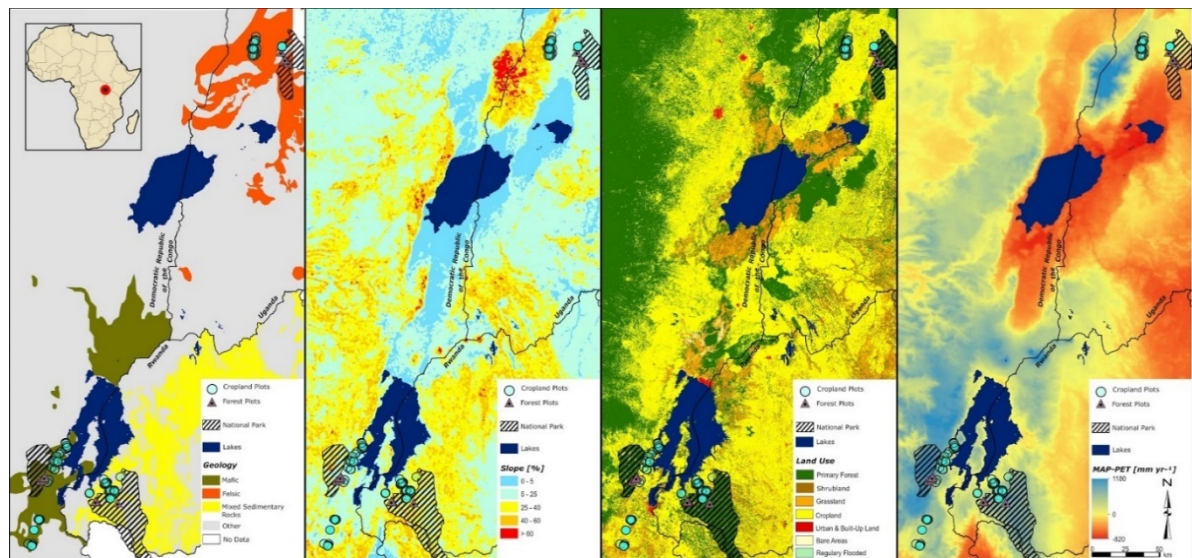 Democratic Republic
of the Congo
Rwanda
Uganda
Cropland Plots
Forest Plots
National Park
Lakes
Geology
Mafic
Felsic
Mixed Sedimentary
Rocks
Other
No Data
Democratic Republic
of the Congo
Rwanda
Uganda
Cropland Plots
Forest Plots
National Park
Lakes
Slope [%]
0 - 5
5 - 25
25 - 40
40 - 60
> 60
Democratic Republic
of the Congo
Rwanda
Uganda
Cropland Plots
Forest Plots
National Park
Lakes
Land Use
Primary Forest
Shrubland
Grassland
Cropland
Urban & Built-Up Land
Bare Areas
Regulary Flooded
Democratic Republic
of the Congo
Rwanda
Uganda
Cropland Plots
Forest Plots
National Park
Lakes
MAP-PET [mm yr⁻¹]
1180
0
-820
N
0 25 50
km